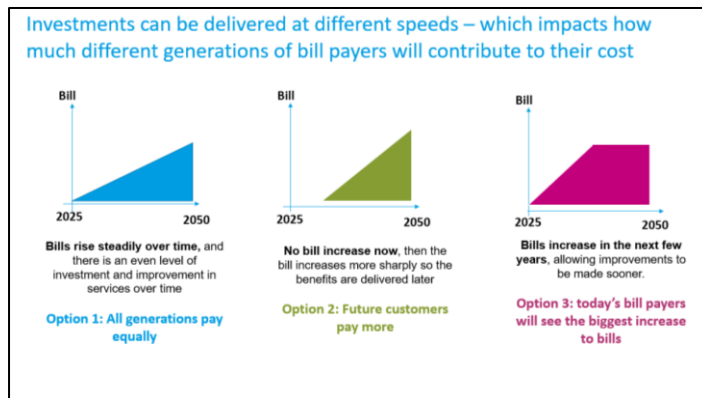 Investments can be delivered at different speeds – which impacts how
much different generations of bill payers will contribute to their cost
Bill
2025
2050
Bills rise steadily over time, and
there is an even level of
investment and improvement in
services over time
Option 1: All generations pay
equally
Bill
2025
2050
No bill increase now, then the
bill increases more sharply so the
benefits are delivered later
Option 2: Future customers
pay more
Bill
2025
2050
Bills increase in the next few
years, allowing improvements to
be made sooner.
Option 3: today's bill payers
will see the biggest increase
to bills